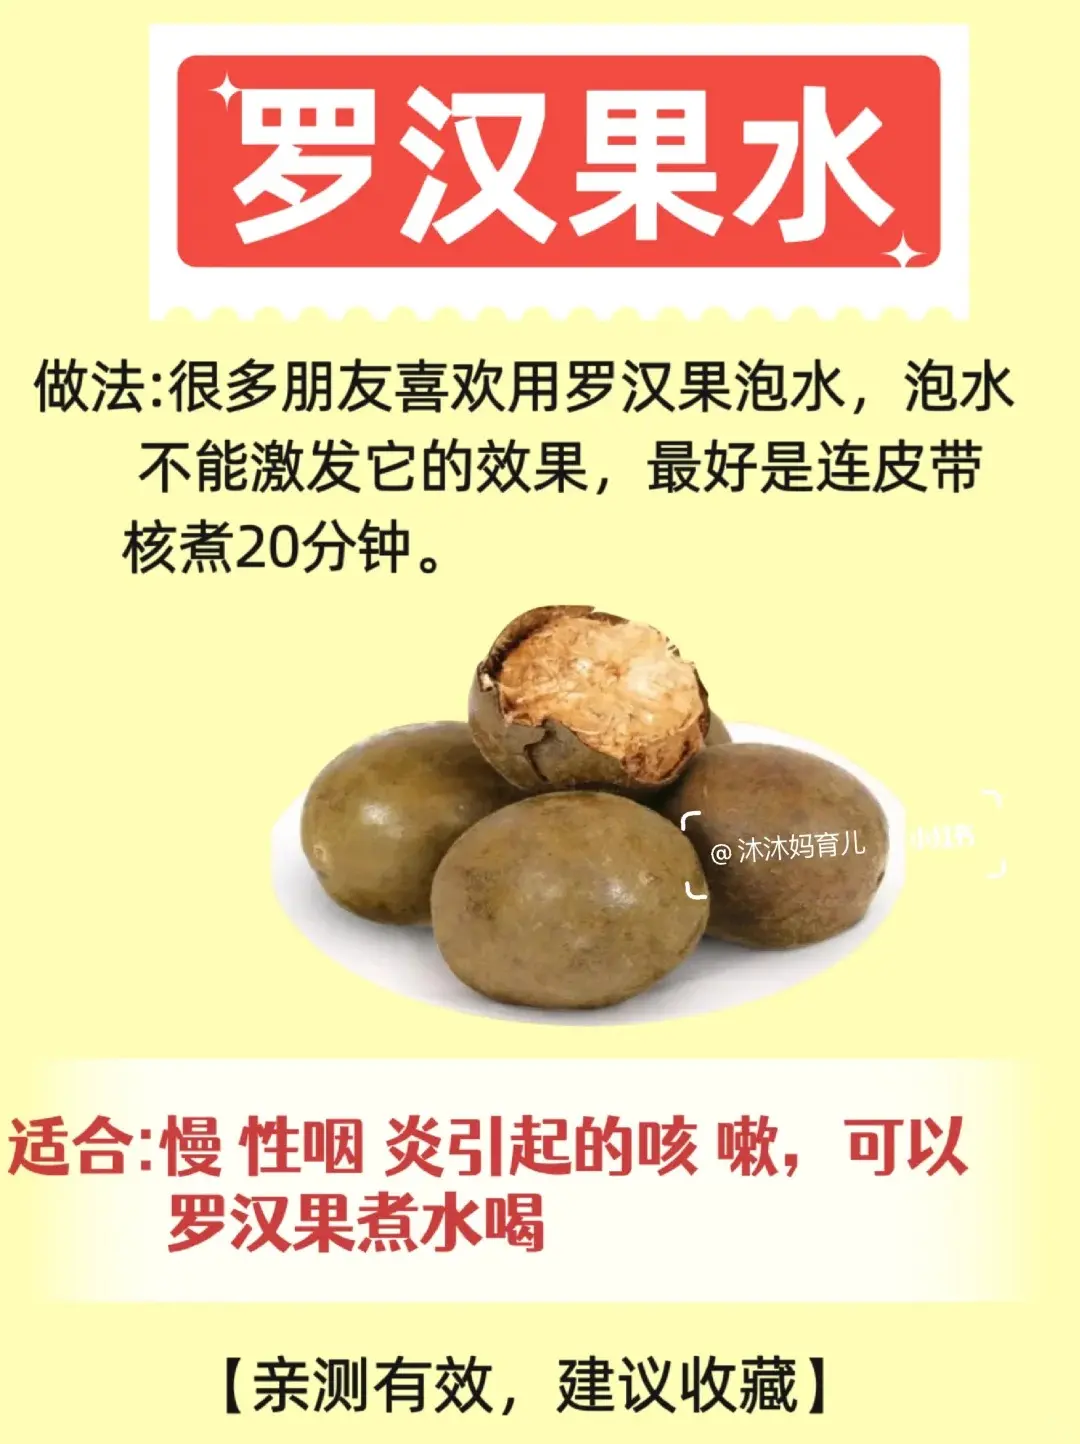 罗汉果水
做法:很多朋友喜欢用罗汉果泡水，泡水
不能激发它的效果，最好是连皮带
核煮20分钟。
@沐沐妈育儿
适合:慢 性咽 炎引起的咳 嗽，可以
罗汉果煮水喝
【亲测有效，建议收藏】